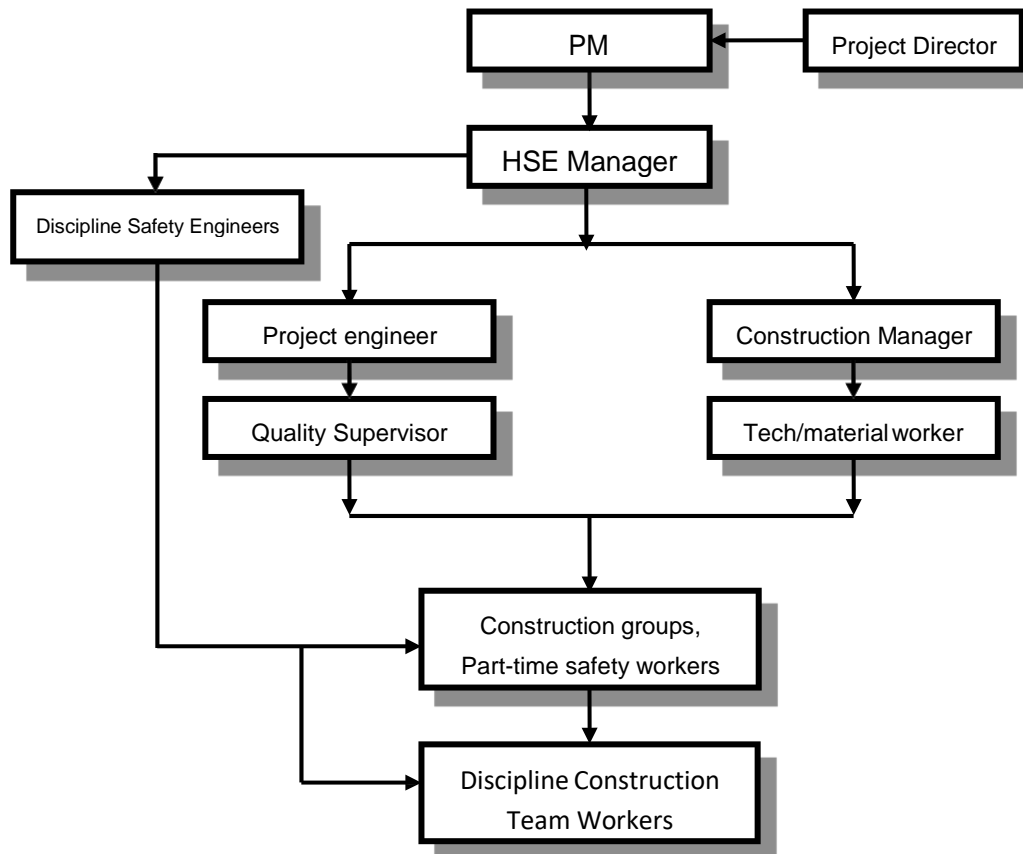 PM
Project Director
HSE Manager
Discipline Safety Engineers
Project engineer
Construction Manager
Quality Supervisor
Tech/material worker
Construction groups,
Part-time safety workers
Discipline Construction
Team Workers